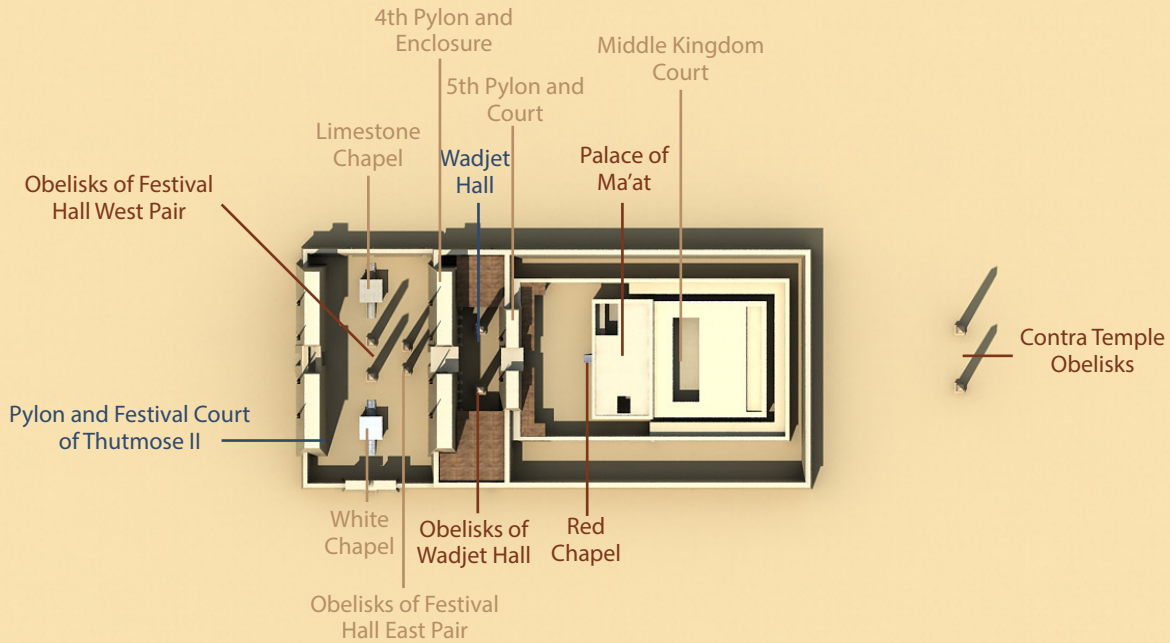 4th Pylon and
Enclosure
Middle Kingdom
Court
5th Pylon and
Court
Limestone
Chapel
Wadjet
Hall
Palace of
Ma’at
Obelisks of Festival
Hall West Pair
Contra Temple
Obelisks
Pylon and Festival Court
of Thutmose II
White
Chapel
Obelisks of
Wadjet Hall
Red
Chapel
Obelisks of Festival
Hall East Pair